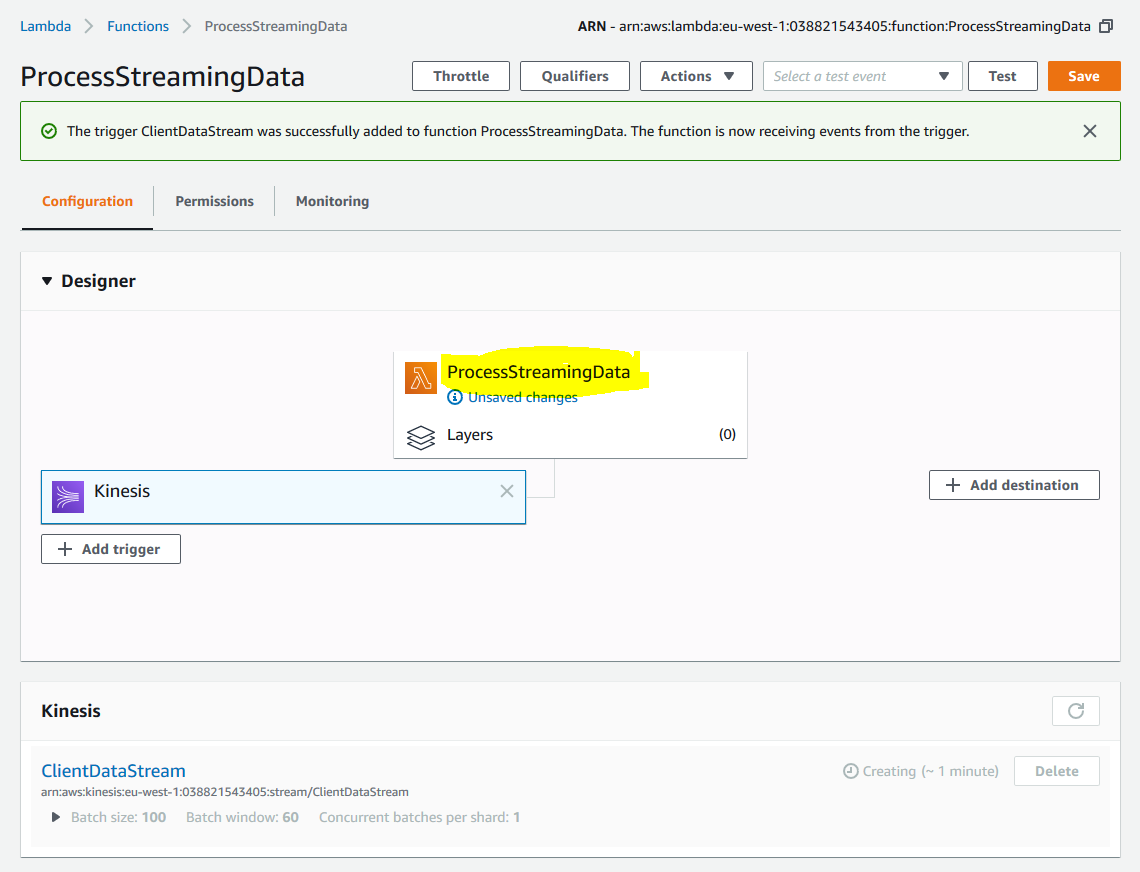 Lambda > Functions > ProcessStreamingData ARN - arn:aws:lambda:eu-west-1:038821543405:function:ProcessStreamingData
ProcessStreamingData Throttle Qualifiers Actions Select a test event Test Save
The trigger ClientDataStream was successfully added to function ProcessStreamingData. The function is now receiving events from the trigger.
Configuration Permissions Monitoring
Designer
ProcessStreamingData
Unsaved changes
Layers (0)
Kinesis
+ Add destination
+ Add trigger
Kinesis
ClientDataStream Creating (~ 1 minute) Delete
arn:aws:kinesis:eu-west-1:038821543405:stream/ClientDataStream
Batch size: 100 Batch window: 60 Concurrent batches per shard: 1